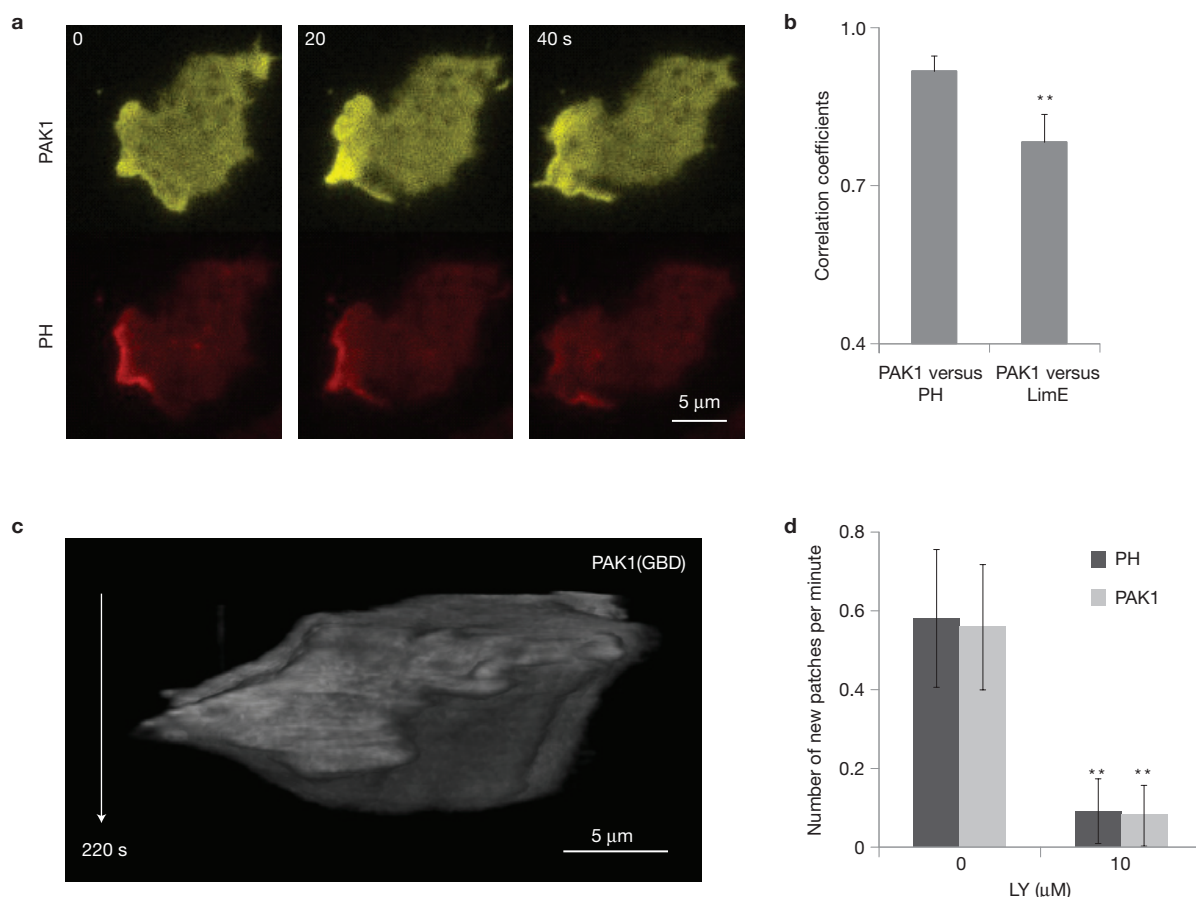 a
0
20
40 s
PAK1
PH
5 μm
b
1.0
0.7
0.4
Correlation coefficients
**
PAK1 versus
PH
PAK1 versus
LimE
c
PAK1(GBD)
220 s
5 μm
d
0.8
0.6
0.4
0.2
0
Number of new patches per minute
PH
PAK1
** **
0
10
LY (μM)